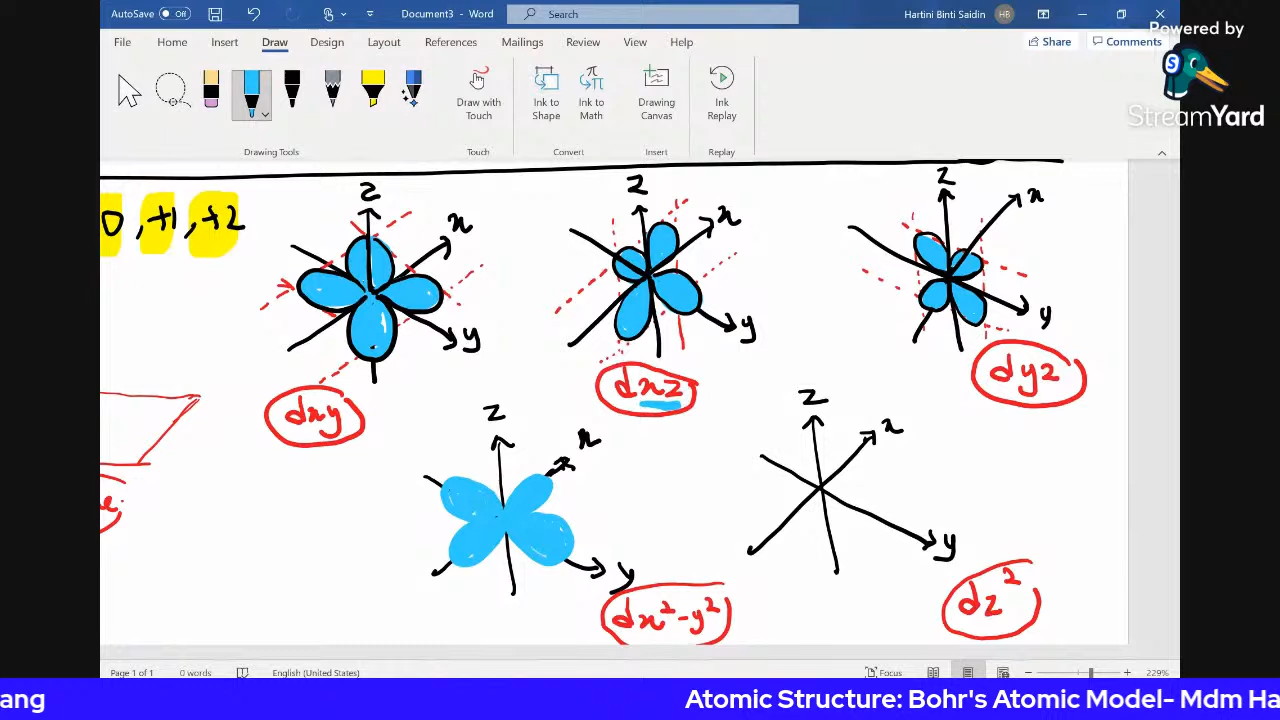 AutoSave Off Document3 - Word Search Hartini Binti Saidin HB
Powered by
StreamYard
File Home Insert Draw Design Layout References Mailings Review View Help Share Comments
Draw with Touch Ink to Shape Ink to Math Drawing Canvas Ink Replay
Drawing Tools Touch Convert Insert Replay
0, +1, +2
z x y
dxy
z x y
dxz
z x y
dyz
z x y
dx²-y²
z x y
dz²
Page 1 of 1 0 words English (United States) Focus 229%
ang Atomic Structure: Bohr's Atomic Model- Mdm Ha